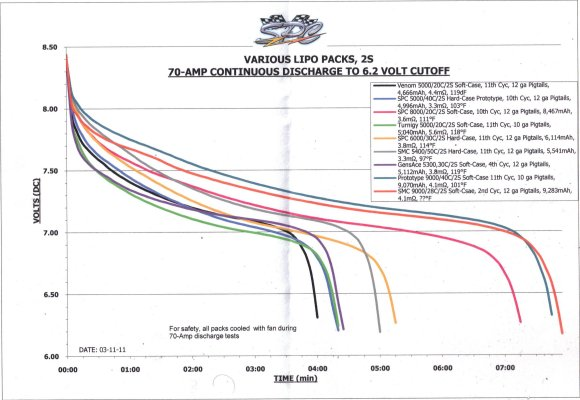 SPC
VARIOUS LIPO PACKS, 2S
70-AMP CONTINUOUS DISCHARGE TO 6.2 VOLT CUTOFF
8.50
8.00
7.50
7.00
6.50
6.00
VOLTS (DC)
Venom 5000/20C/2S Soft-Case, 11th Cyc, 12 ga Pigtails,
4,666mAh, 4.4mΩ, 119dF
SPC 5000/40C/2S Hard-Case Prototype, 10th Cyc, 12 ga Pigtails,
4,996mAh, 3.3mΩ, 103°F
SPC 8000/20C/2S Soft-Case, 10th Cyc, 12 ga Pigtails, 8,467mAh,
3.6mΩ, 111°F
Turnigy 5000/20C/2S Soft-Case, 11th Cyc, 10 ga Pigtails,
5,040mAh, 5.6mΩ, 118°F
SPC 6000/30C/2S Hard-Case, 11th Cyc, 12 ga Pigtails, 6,114mAh,
3.8mΩ, 114°F
SMC 5400/50C/2S Hard-Case, 11th Cyc, 12 ga Pigtails, 5,541mAh,
3.3mΩ, 97°F
GensAce 5300,30C/2S Soft-Case, 4th Cyc, 12 ga Pigtails,
5,112mAh, 3.8mΩ, 119°F
Prototype 9000/40C/2C Soft-Case 11th Cyc, 10 ga Pigtails,
9,070mAh, 4.1mΩ, 101°F
SMC 9000/28C/2S Soft-Csae, 2nd Cyc, 12 ga Pigtails, 9,283mAh,
4.1mΩ, ??°F
For safety, all packs cooled with fan during
70-Amp discharge tests
DATE: 03-11-11
00:00 01:00 02:00 03:00 04:00 05:00 06:00 07:00
TIME (min)